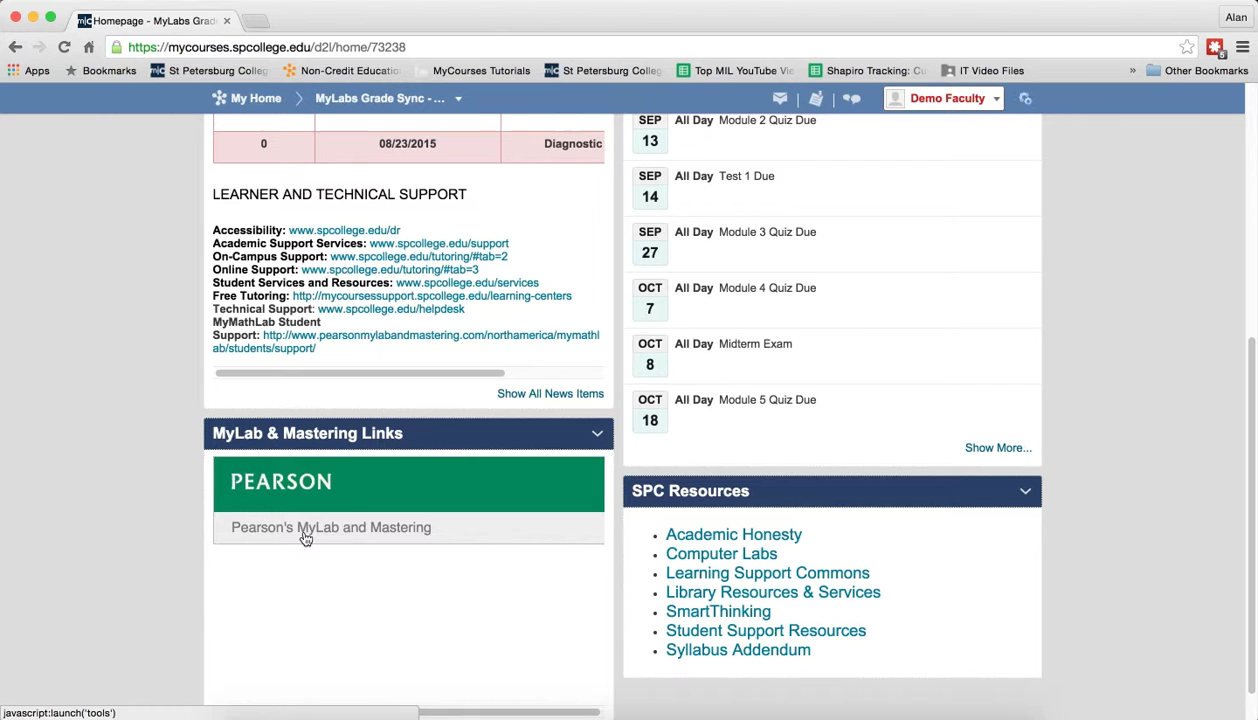 Homepage - MyLabs Grade
Alan
https://mycourses.spcollege.edu/d2l/home/73238
5
Apps Bookmarks St Petersburg Colleg Non-Credit Educatio MyCourses Tutorials St Petersburg Colleg Top MIL YouTube Vie Shapiro Tracking: Cu IT Video Files » Other Bookmarks
My Home MyLabs Grade Sync - ... Demo Faculty
0 08/23/2015 Diagnostic
LEARNER AND TECHNICAL SUPPORT
Accessibility: www.spcollege.edu/dr
Academic Support Services: www.spcollege.edu/support
On-Campus Support: www.spcollege.edu/tutoring/#tab=2
Online Support: www.spcollege.edu/tutoring/#tab=3
Student Services and Resources: www.spcollege.edu/services
Free Tutoring: http://mycoursessupport.spcollege.edu/learning-centers
Technical Support: www.spcollege.edu/helpdesk
MyMathLab Student
Support: http://www.pearsonmylabandmastering.com/northamerica/mymathl
ab/students/support/
Show All News Items
MyLab & Mastering Links
PEARSON
Pearson's MyLab and Mastering
SEP
13
All Day Module 2 Quiz Due
SEP
14
All Day Test 1 Due
SEP
27
All Day Module 3 Quiz Due
OCT
7
All Day Module 4 Quiz Due
OCT
8
All Day Midterm Exam
OCT
18
All Day Module 5 Quiz Due
Show More...
SPC Resources
Academic Honesty
Computer Labs
Learning Support Commons
Library Resources & Services
SmartThinking
Student Support Resources
Syllabus Addendum
javascript:launch('tools')